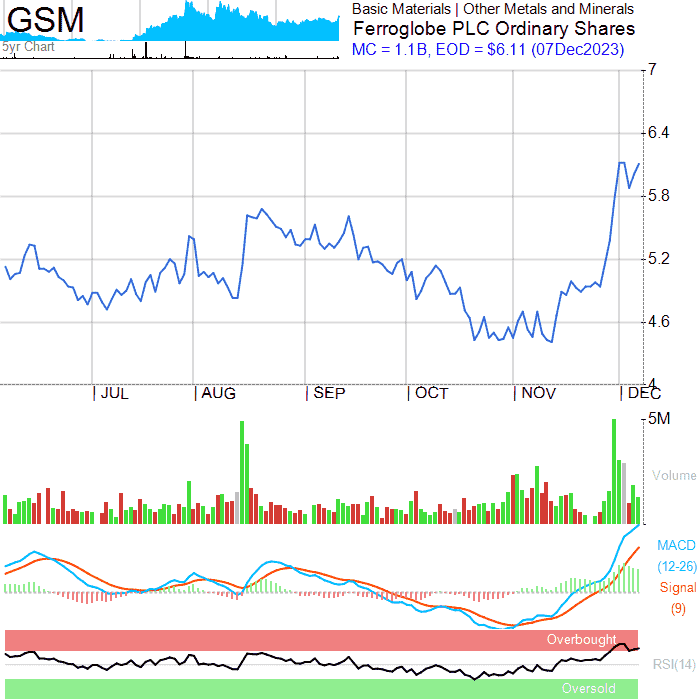 GSM
5yr Chart
Basic Materials | Other Metals and Minerals
Ferroglobe PLC Ordinary Shares
MC = 1.1B, EOD = $6.11 (07Dec2023)
7
6.4
5.8
5.2
4.6
4
JUL AUG SEP OCT NOV DEC
5M
Volume
MACD
(12-26)
Signal
(9)
Overbought
RSI(14)
Oversold